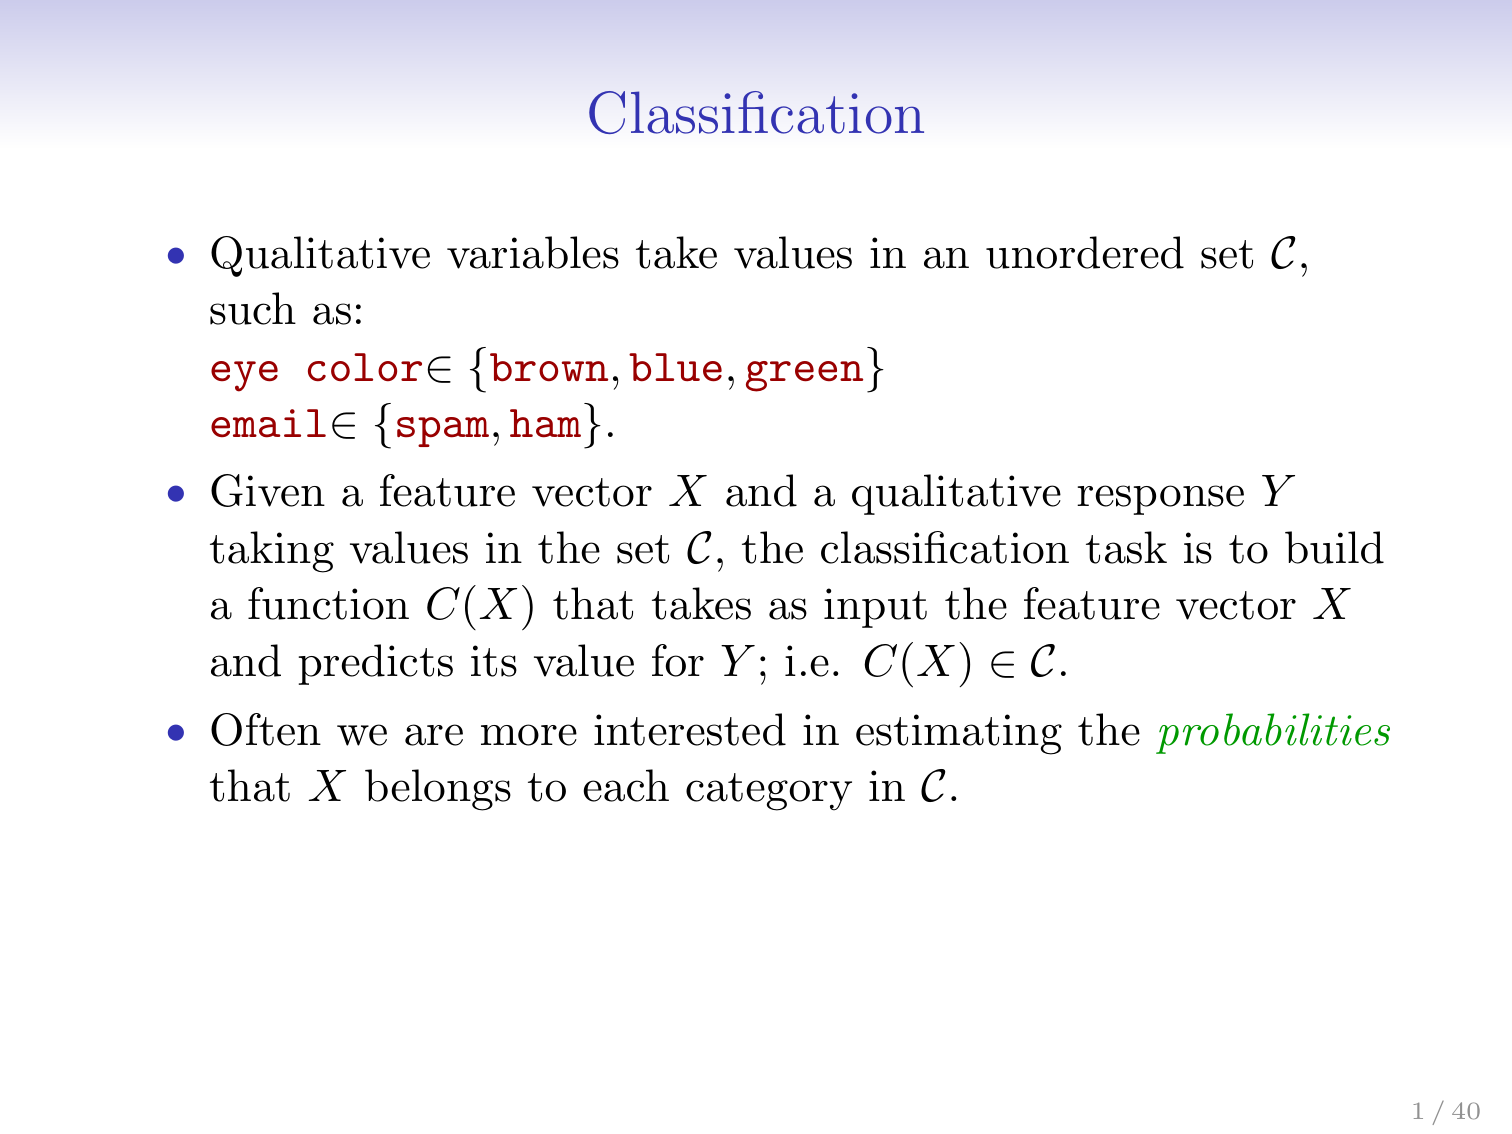 Classification
• Qualitative variables take values in an unordered set 𝒞,
such as:
eye color∈ {brown, blue, green}
email∈ {spam, ham}.
• Given a feature vector X and a qualitative response Y
taking values in the set 𝒞, the classification task is to build
a function C(X) that takes as input the feature vector X
and predicts its value for Y; i.e. C(X) ∈ 𝒞.
• Often we are more interested in estimating the probabilities
that X belongs to each category in 𝒞.
1 / 40